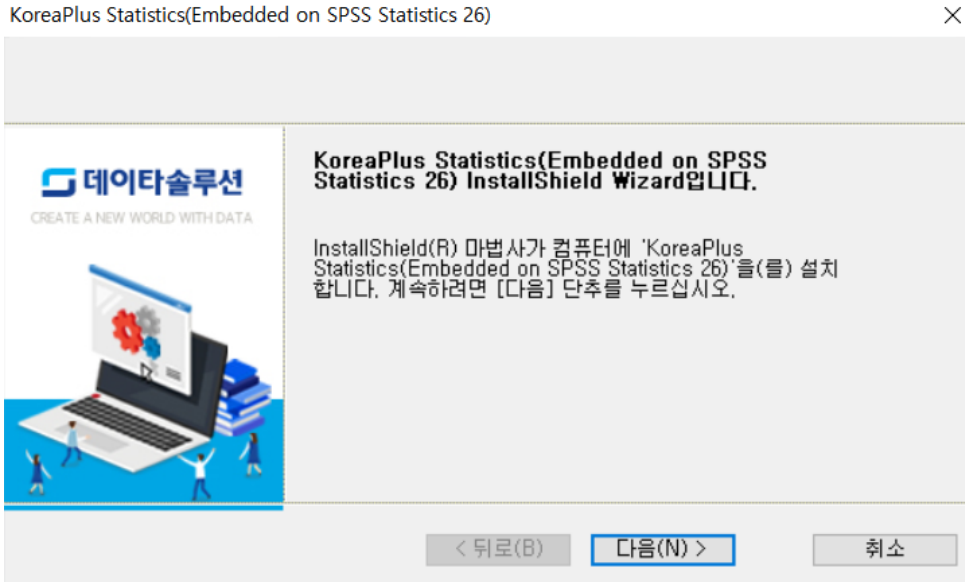 KoreaPlus Statistics(Embedded on SPSS Statistics 26)
데이타솔루션
CREATE A NEW WORLD WITH DATA
KoreaPlus Statistics(Embedded on SPSS
Statistics 26) InstallShield ₩izard입니다.
InstallShield(R) 마법사가 컴퓨터에 'KoreaPlus
Statistics(Embedded on SPSS Statistics 26)'을(를) 설치
합니다. 계속하려면 [다음] 단추를 누르십시오.
< 뒤로(B)
다음(N) >
취소